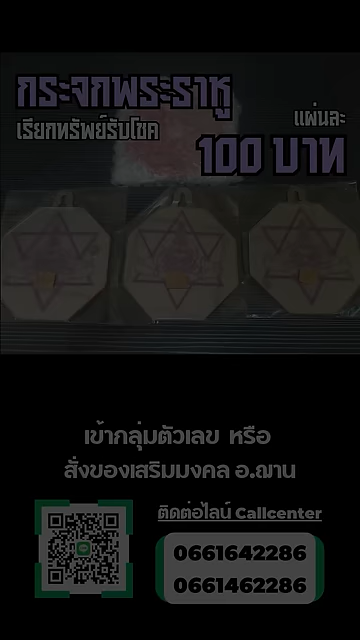 กระจกพระราหู
เรียกทรัพย์รับโชค
แผ่นละ
100 บาท
เข้ากลุ่มตัวเลข หรือ
สั่งของเสริมมงคล อ.ฌาน
ติดต่อไลน์ Callcenter
0661642286
0661462286